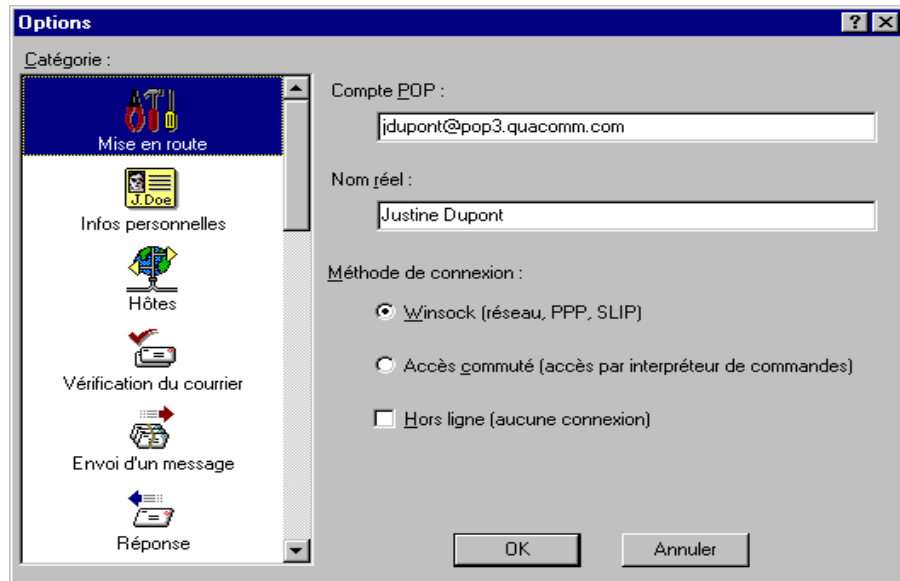 Options
Catégorie :
Mise en route
J.Doe
Infos personnelles
Hôtes
Vérification du courrier
Envoi d'un message
Réponse
Compte POP :
jdupont@pop3.quacomm.com
Nom réel :
Justine Dupont
Méthode de connexion :
Winsock (réseau, PPP, SLIP)
Accès commuté (accès par interpréteur de commandes)
Hors ligne (aucune connexion)
OK
Annuler